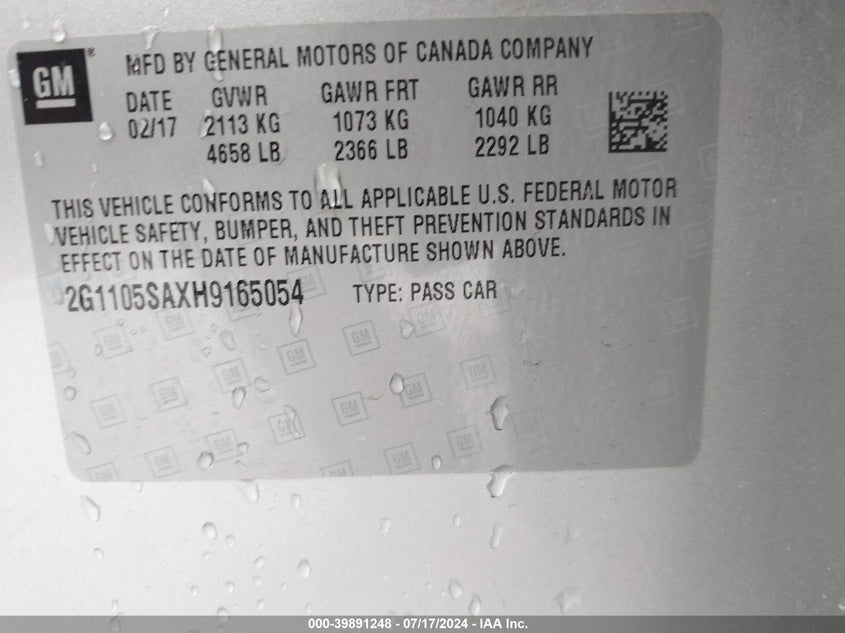 GM®
MFD BY GENERAL MOTORS OF CANADA COMPANY
DATE GVWR GAWR FRT GAWR RR
02/17 2113 KG 1073 KG 1040 KG
4658 LB 2366 LB 2292 LB
THIS VEHICLE CONFORMS TO ALL APPLICABLE U.S. FEDERAL MOTOR
VEHICLE SAFETY, BUMPER, AND THEFT PREVENTION STANDARDS IN
EFFECT ON THE DATE OF MANUFACTURE SHOWN ABOVE.
2G1105SAXH9165054 TYPE: PASS CAR
000-39891248 - 07/17/2024 - IAA Inc.